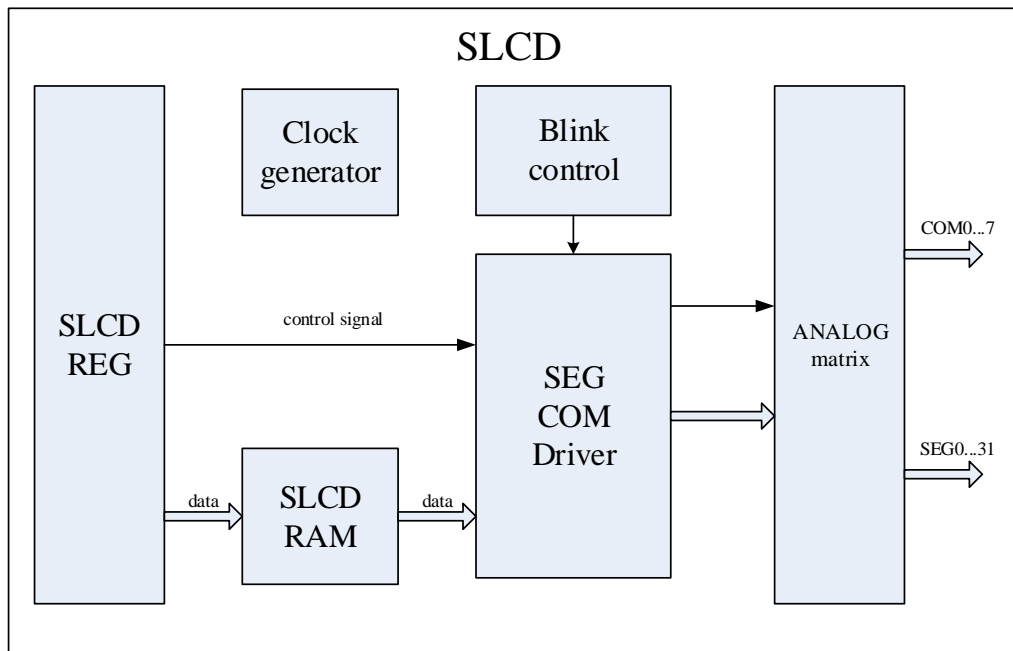 SLCD
Clock
generator
Blink
control
COM0...7
SLCD
REG
control signal
ANALOG
matrix
SEG
COM
Driver
SEG0...31
data
SLCD
RAM
data